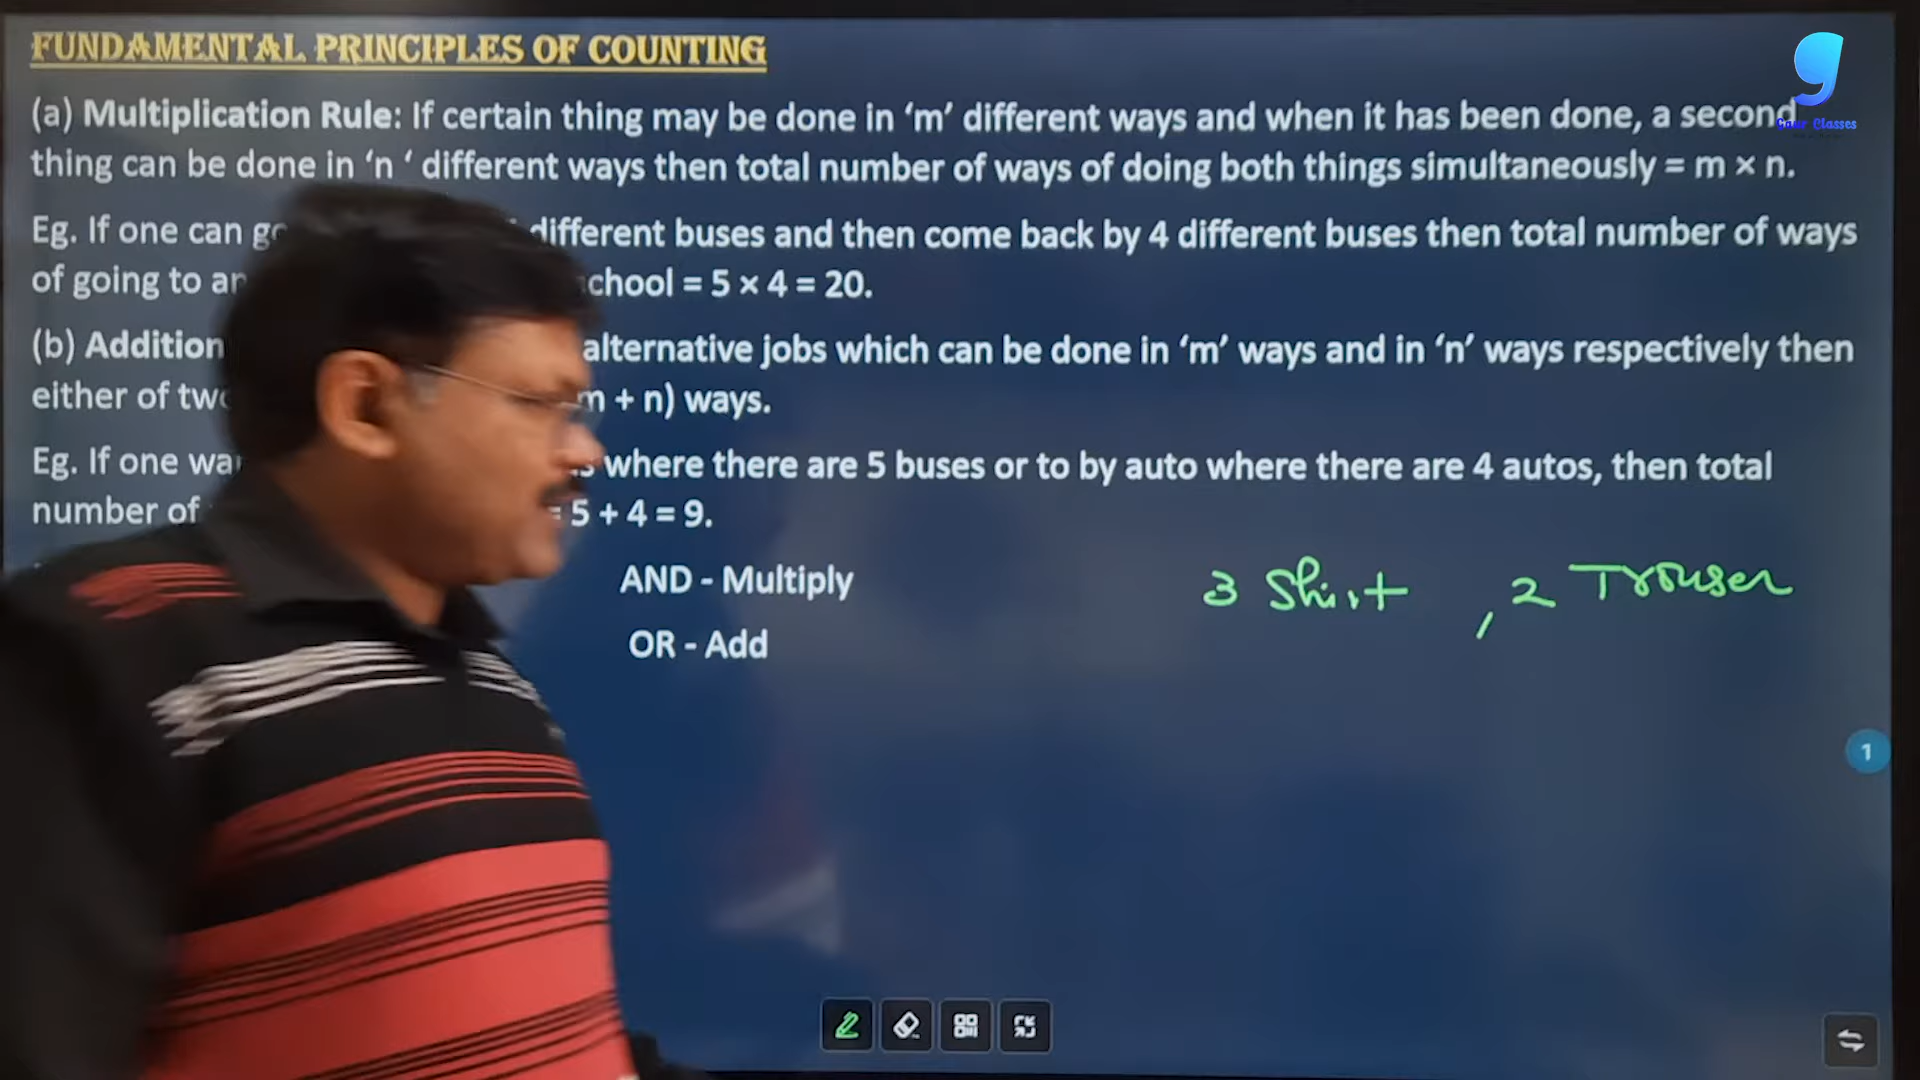 FUNDAMENTAL PRINCIPLES OF COUNTING
(a) Multiplication Rule: If certain thing may be done in ‘m’ different ways and when it has been done, a second
thing can be done in ‘n ‘ different ways then total number of ways of doing both things simultaneously = m × n.
Eg. If one can go different buses and then come back by 4 different buses then total number of ways
of going to chool = 5 × 4 = 20.
(b) Addition alternative jobs which can be done in ‘m’ ways and in ‘n’ ways respectively then
either of m + n) ways.
Eg. If one where there are 5 buses or to by auto where there are 4 autos, then total
number of = 5 + 4 = 9.
AND - Multiply
OR - Add
3 Shirt , 2 Trouser
1
g
Gaur Classes